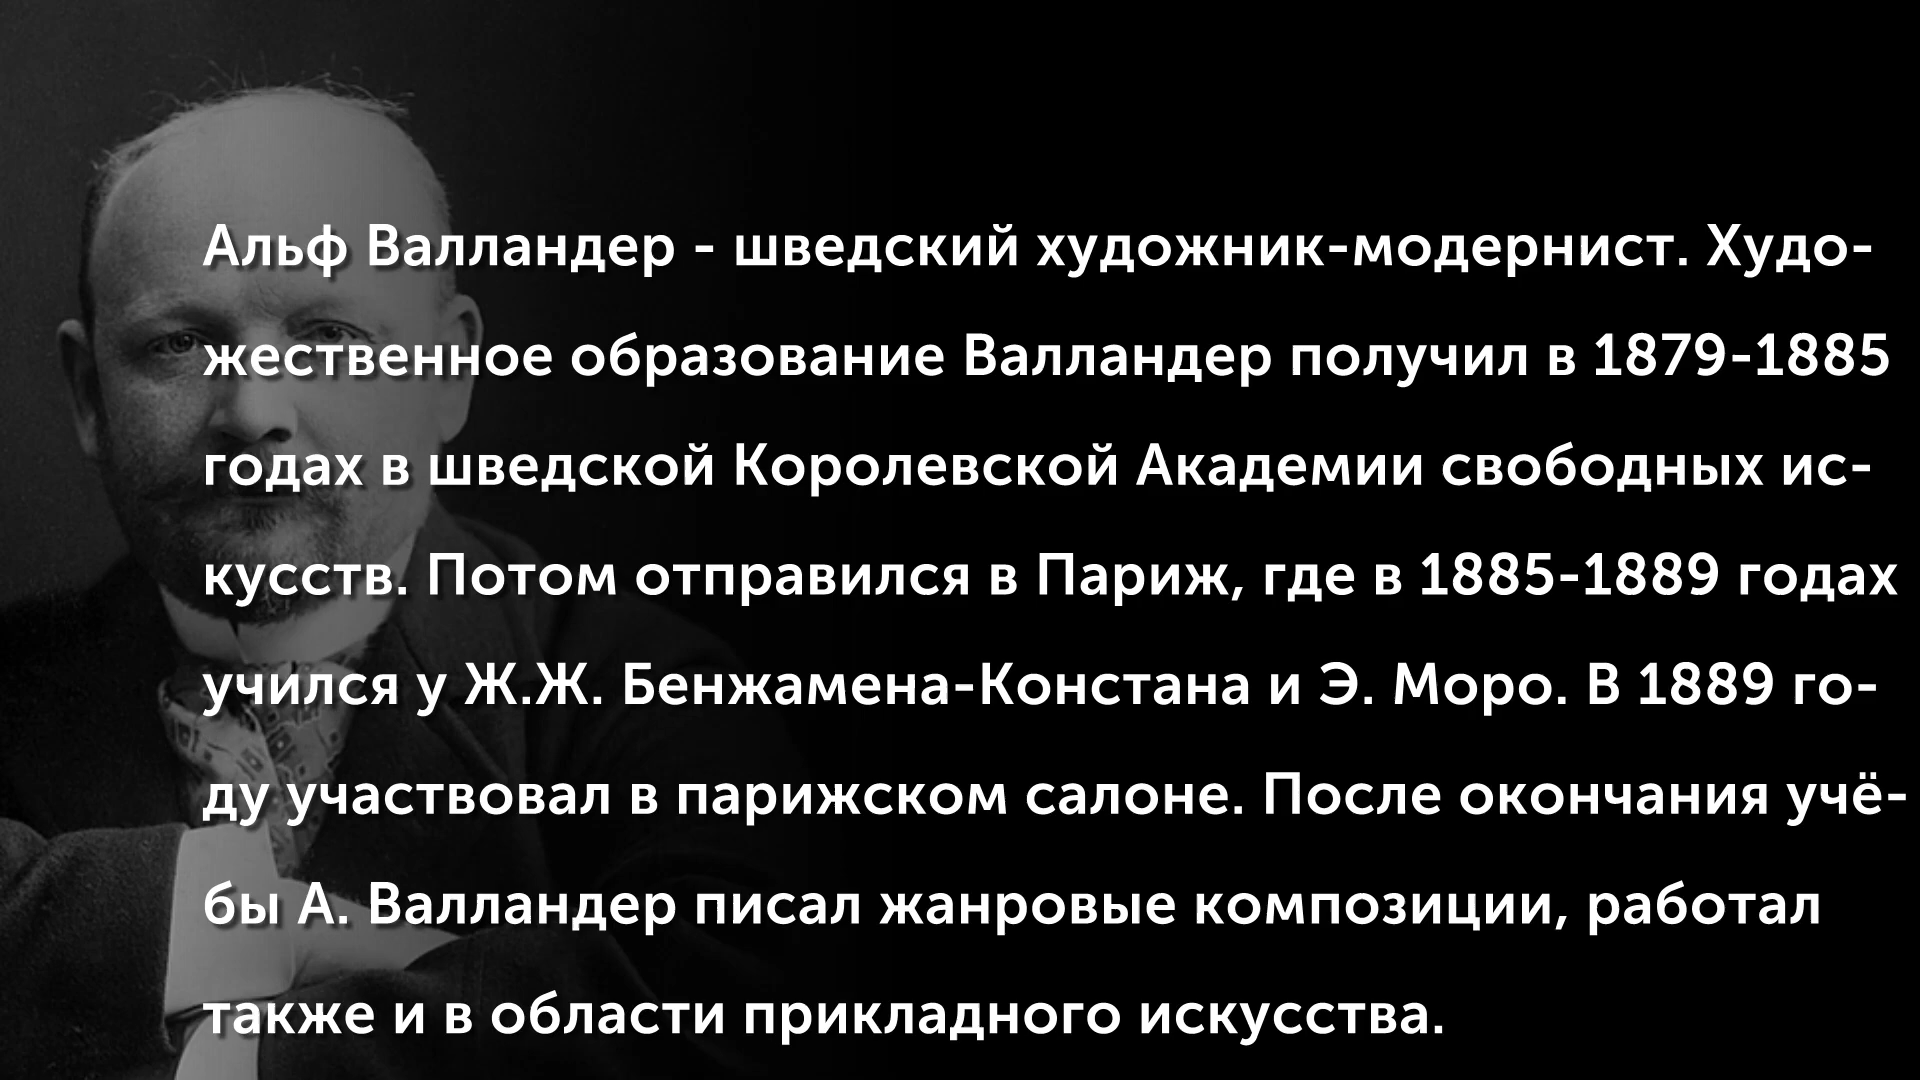 Альф Валландер - шведский художник-модернист. Худо-
жественное образование Валландер получил в 1879-1885
годах в шведской Королевской Академии свободных ис-
кусств. Потом отправился в Париж, где в 1885-1889 годах
учился у Ж.Ж. Бенжамена-Констана и Э. Моро. В 1889 го-
ду участвовал в парижском салоне. После окончания учё-
бы А. Валландер писал жанровые композиции, работал
также и в области прикладного искусства.